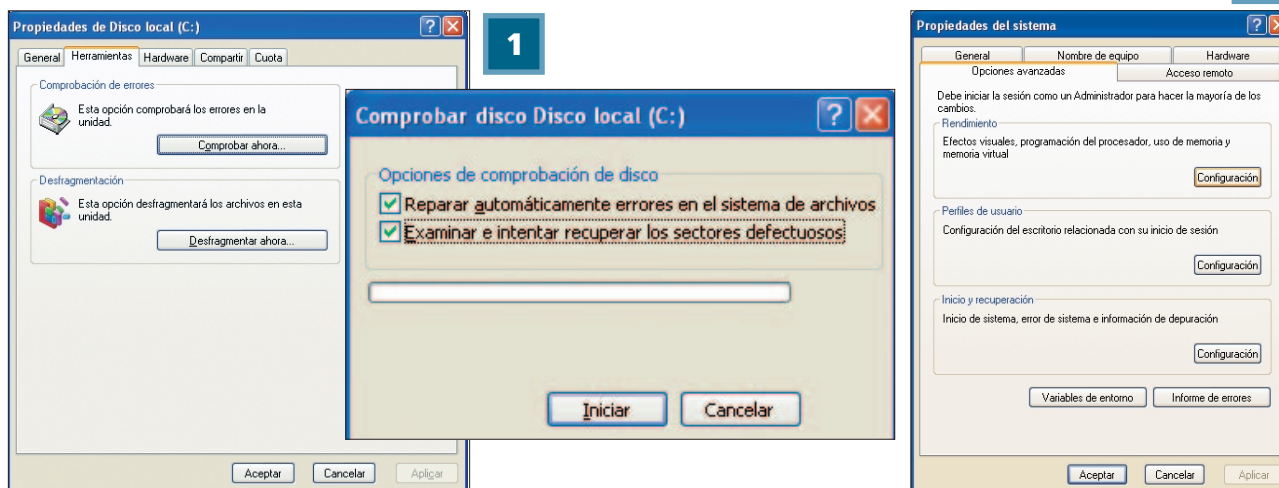 Propiedades de Disco local (C:)
General Herramientas Hardware Compartir Cuota
Comprobación de errores
Esta opción comprobará los errores en la
unidad.
Comprobar ahora...
Desfragmentación
Esta opción desfragmentará los archivos en esta
unidad.
Desfragmentar ahora...
Aceptar Cancelar Aplicar
1
Comprobar disco Disco local (C:)
Opciones de comprobación de disco
Reparar automáticamente errores en el sistema de archivos
Examinar e intentar recuperar los sectores defectuosos
Iniciar Cancelar
Propiedades del sistema
General Nombre de equipo Hardware
Opciones avanzadas Acceso remoto
Debe iniciar la sesión como un Administrador para hacer la mayoría de los
cambios.
Rendimiento
Efectos visuales, programación del procesador, uso de memoria y
memoria virtual
Configuración
Perfiles de usuario
Configuración del escritorio relacionada con su inicio de sesión
Configuración
Inicio y recuperación
Inicio de sistema, error de sistema e información de depuración
Configuración
Variables de entorno Informe de errores
Aceptar Cancelar Aplicar